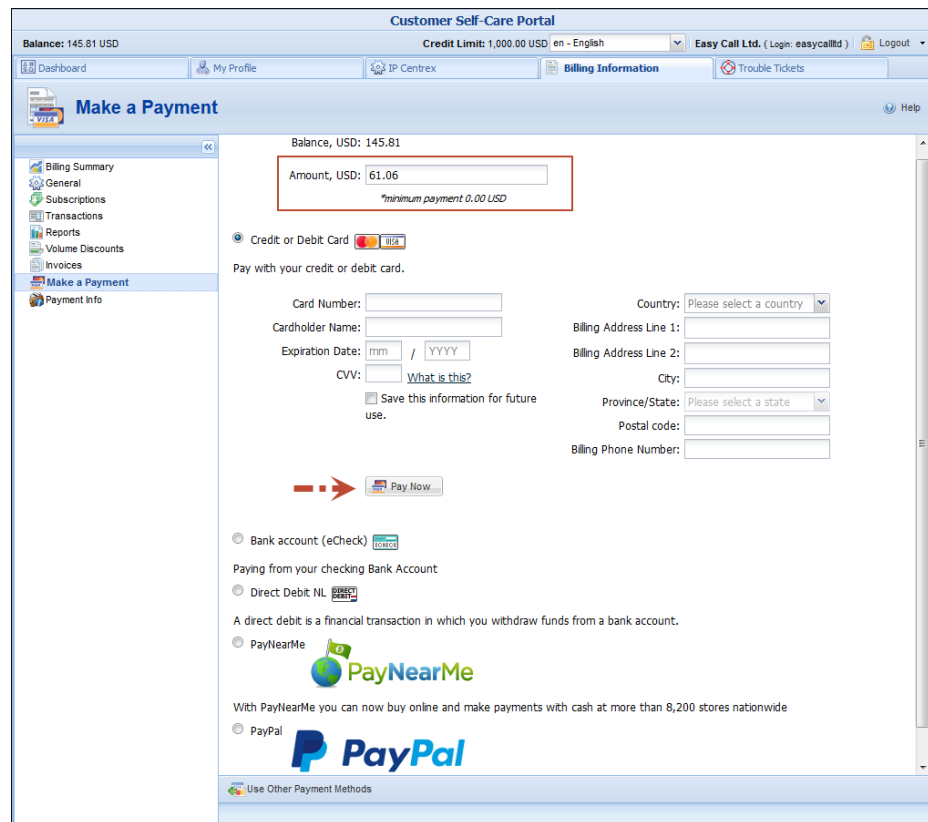 Customer Self-Care Portal
Balance: 145.81 USD Credit Limit: 1,000.00 USD en - English Easy Call Ltd. ( Login: easycallltd ) Logout
Dashboard My Profile IP Centrex Billing Information Trouble Tickets
VISA Make a Payment Help
Billing Summary
General
Subscriptions
Transactions
Reports
Volume Discounts
Invoices
Make a Payment
Payment Info
Balance, USD: 145.81
Amount, USD: 61.06
*minimum payment 0.00 USD
Credit or Debit Card VISA
Pay with your credit or debit card.
Card Number:
Cardholder Name:
Expiration Date: mm / YYYY
CVV: What is this?
Save this information for future
use.
Country: Please select a country
Billing Address Line 1:
Billing Address Line 2:
City:
Province/State: Please select a state
Postal code:
Billing Phone Number:
Pay Now
Bank account (eCheck)
Paying from your checking Bank Account
Direct Debit NL DIRECT
DEBIT
A direct debit is a financial transaction in which you withdraw funds from a bank account.
PayNearMe
PayNearMe
With PayNearMe you can now buy online and make payments with cash at more than 8,200 stores nationwide
PayPal
PayPal
Use Other Payment Methods